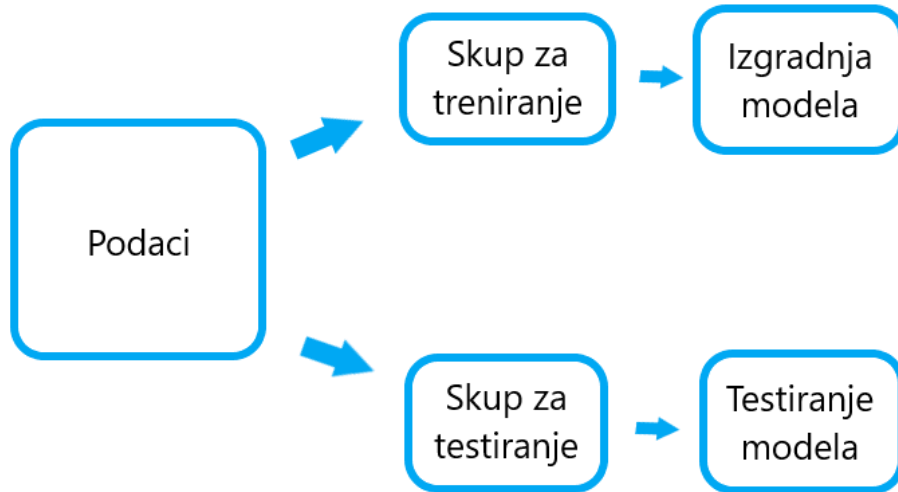 Podaci
Skup za
treniranje
Izgradnja
modela
Skup za
testiranje
Testiranje
modela